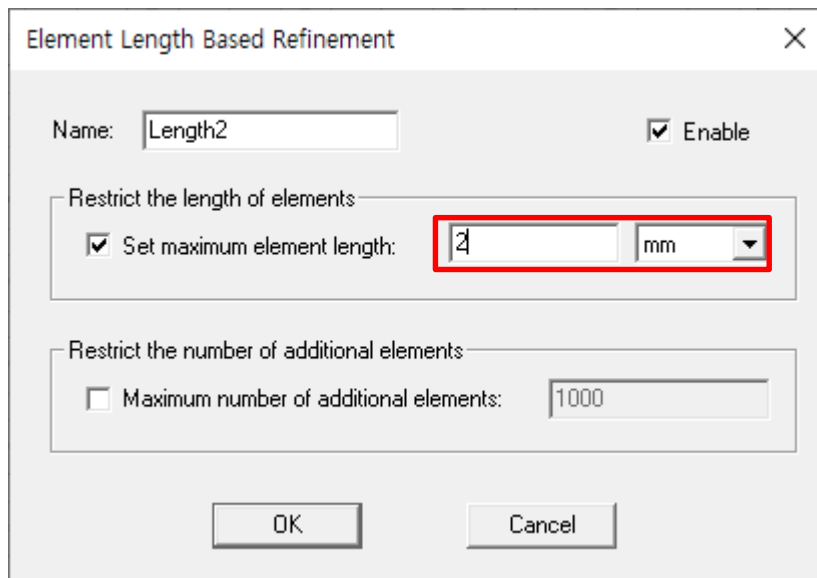 Element Length Based Refinement
Name: Length2 Enable
Restrict the length of elements
Set maximum element length: 2 mm
Restrict the number of additional elements
Maximum number of additional elements: 1000
OK Cancel